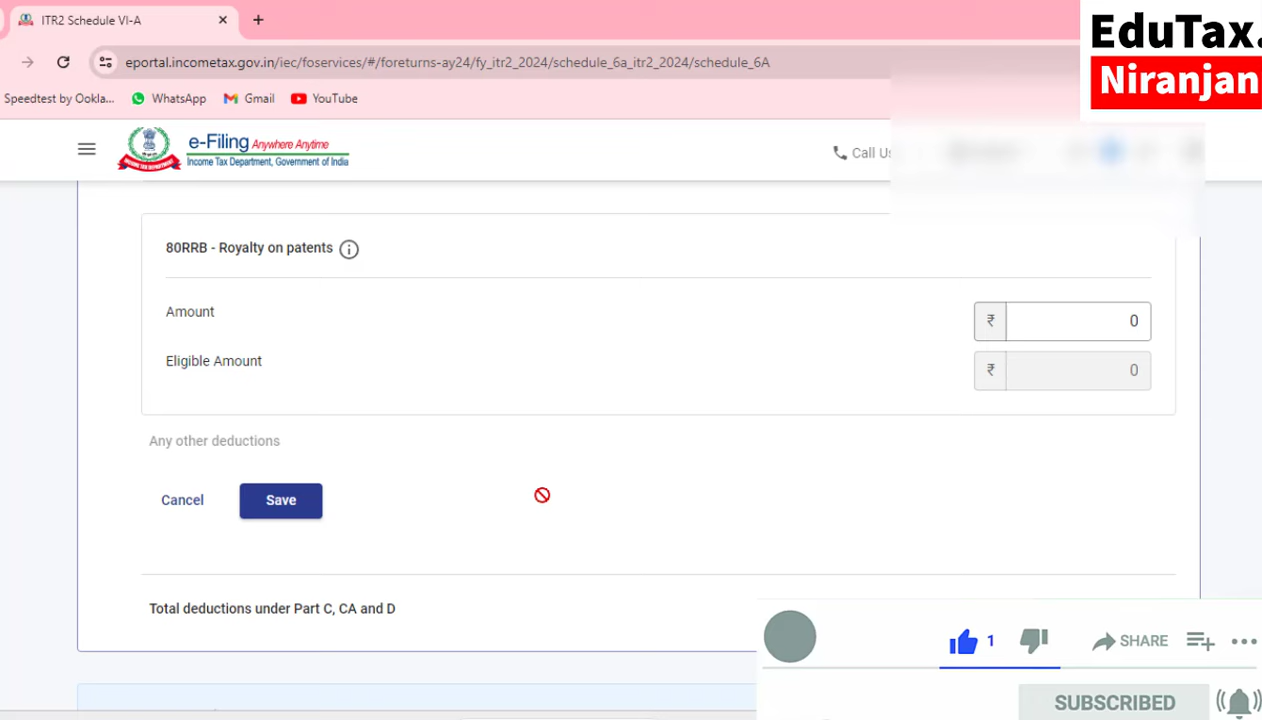 ITR2 Schedule VI-A
EduTax.
Niranjan
eportal.incometax.gov.in/iec/foservices/#/foreturns-ay24/fy_itr2_2024/schedule_6a_itr2_2024/schedule_6A
Speedtest by Ookla... WhatsApp Gmail YouTube
e-Filing Anywhere Anytime
Income Tax Department, Government of India
Call Us
80RRB - Royalty on patents
Amount ₹ 0
Eligible Amount ₹ 0
Any other deductions
Cancel Save
Total deductions under Part C, CA and D
1 SHARE
SUBSCRIBED